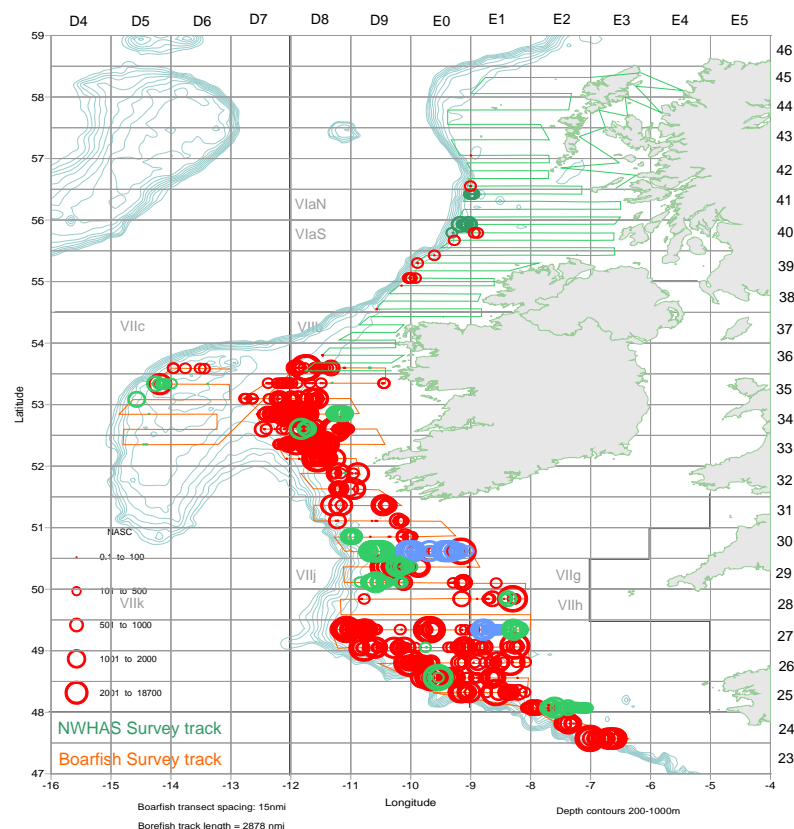 D4 D5 D6 D7 D8 D9 E0 E1 E2 E3 E4 E5
59
58
57
56
55
54
53
52
51
50
49
48
47
46
45
44
43
42
41
40
39
38
37
36
35
34
33
32
31
30
29
28
27
26
25
24
23
Latitude
VIaN
VIaS
VIIc
VIIb
VIIj
VIIg
VIIk
VIIh
NASC
0.1 to 100
101 to 500
501 to 1000
1001 to 2000
2001 to 18700
NWHAS Survey track
Boarfish Survey track
-16 -15 -14 -13 -12 -11 -10 -9 -8 -7 -6 -5 -4
Longitude
Boarfish transect spacing: 15nmi
Depth contours 200-1000m
Borefish track length = 2878 nmi